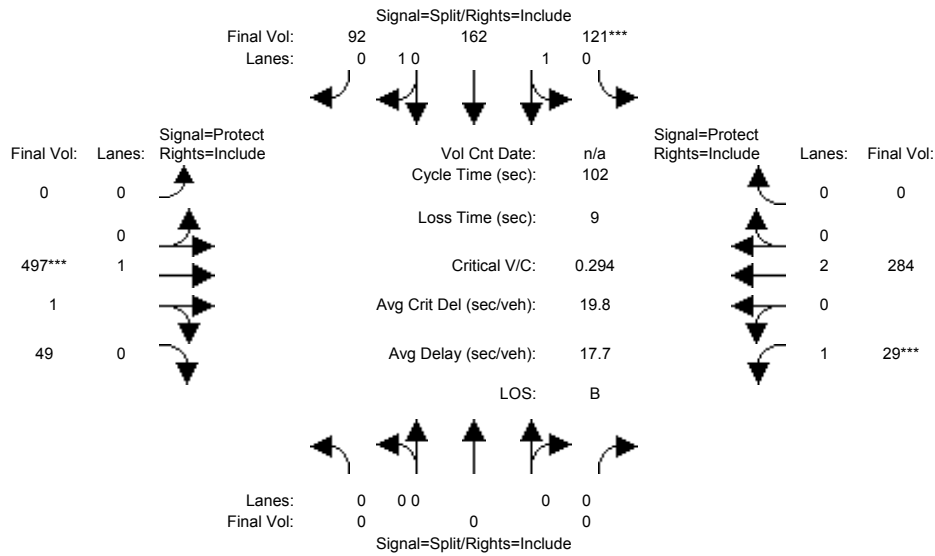 Signal=Split/Rights=Include
Final Vol: 92 162 121***
Lanes: 0 1 0 1 0
Signal=Protect Signal=Protect
Final Vol: Lanes: Rights=Include Vol Cnt Date: n/a Rights=Include Lanes: Final Vol:
Cycle Time (sec): 102
0 0 0 0
Loss Time (sec): 9
0 0
497*** 1 Critical V/C: 0.294 2 284
1 Avg Crit Del (sec/veh): 19.8 0
49 0 Avg Delay (sec/veh): 17.7 1 29***
LOS: B
Lanes: 0 0 0 0 0
Final Vol: 0 0 0
Signal=Split/Rights=Include